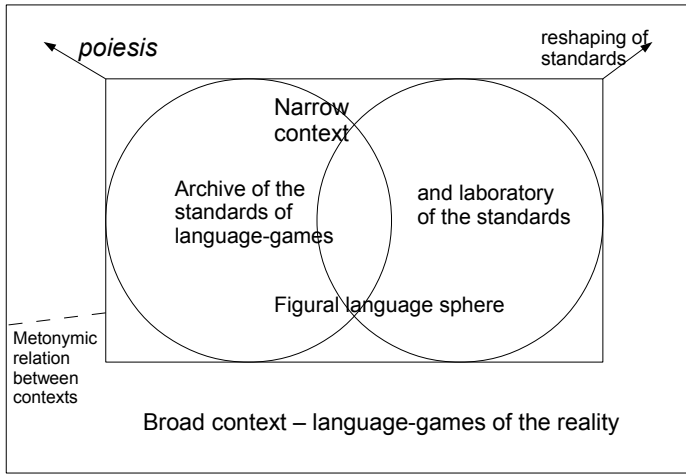 poiesis
reshaping of
standards
Narrow
context
Archive of the
standards of
language-games
and laboratory
of the standards
Figural language sphere
Metonymic
relation
between
contexts
Broad context – language-games of the reality